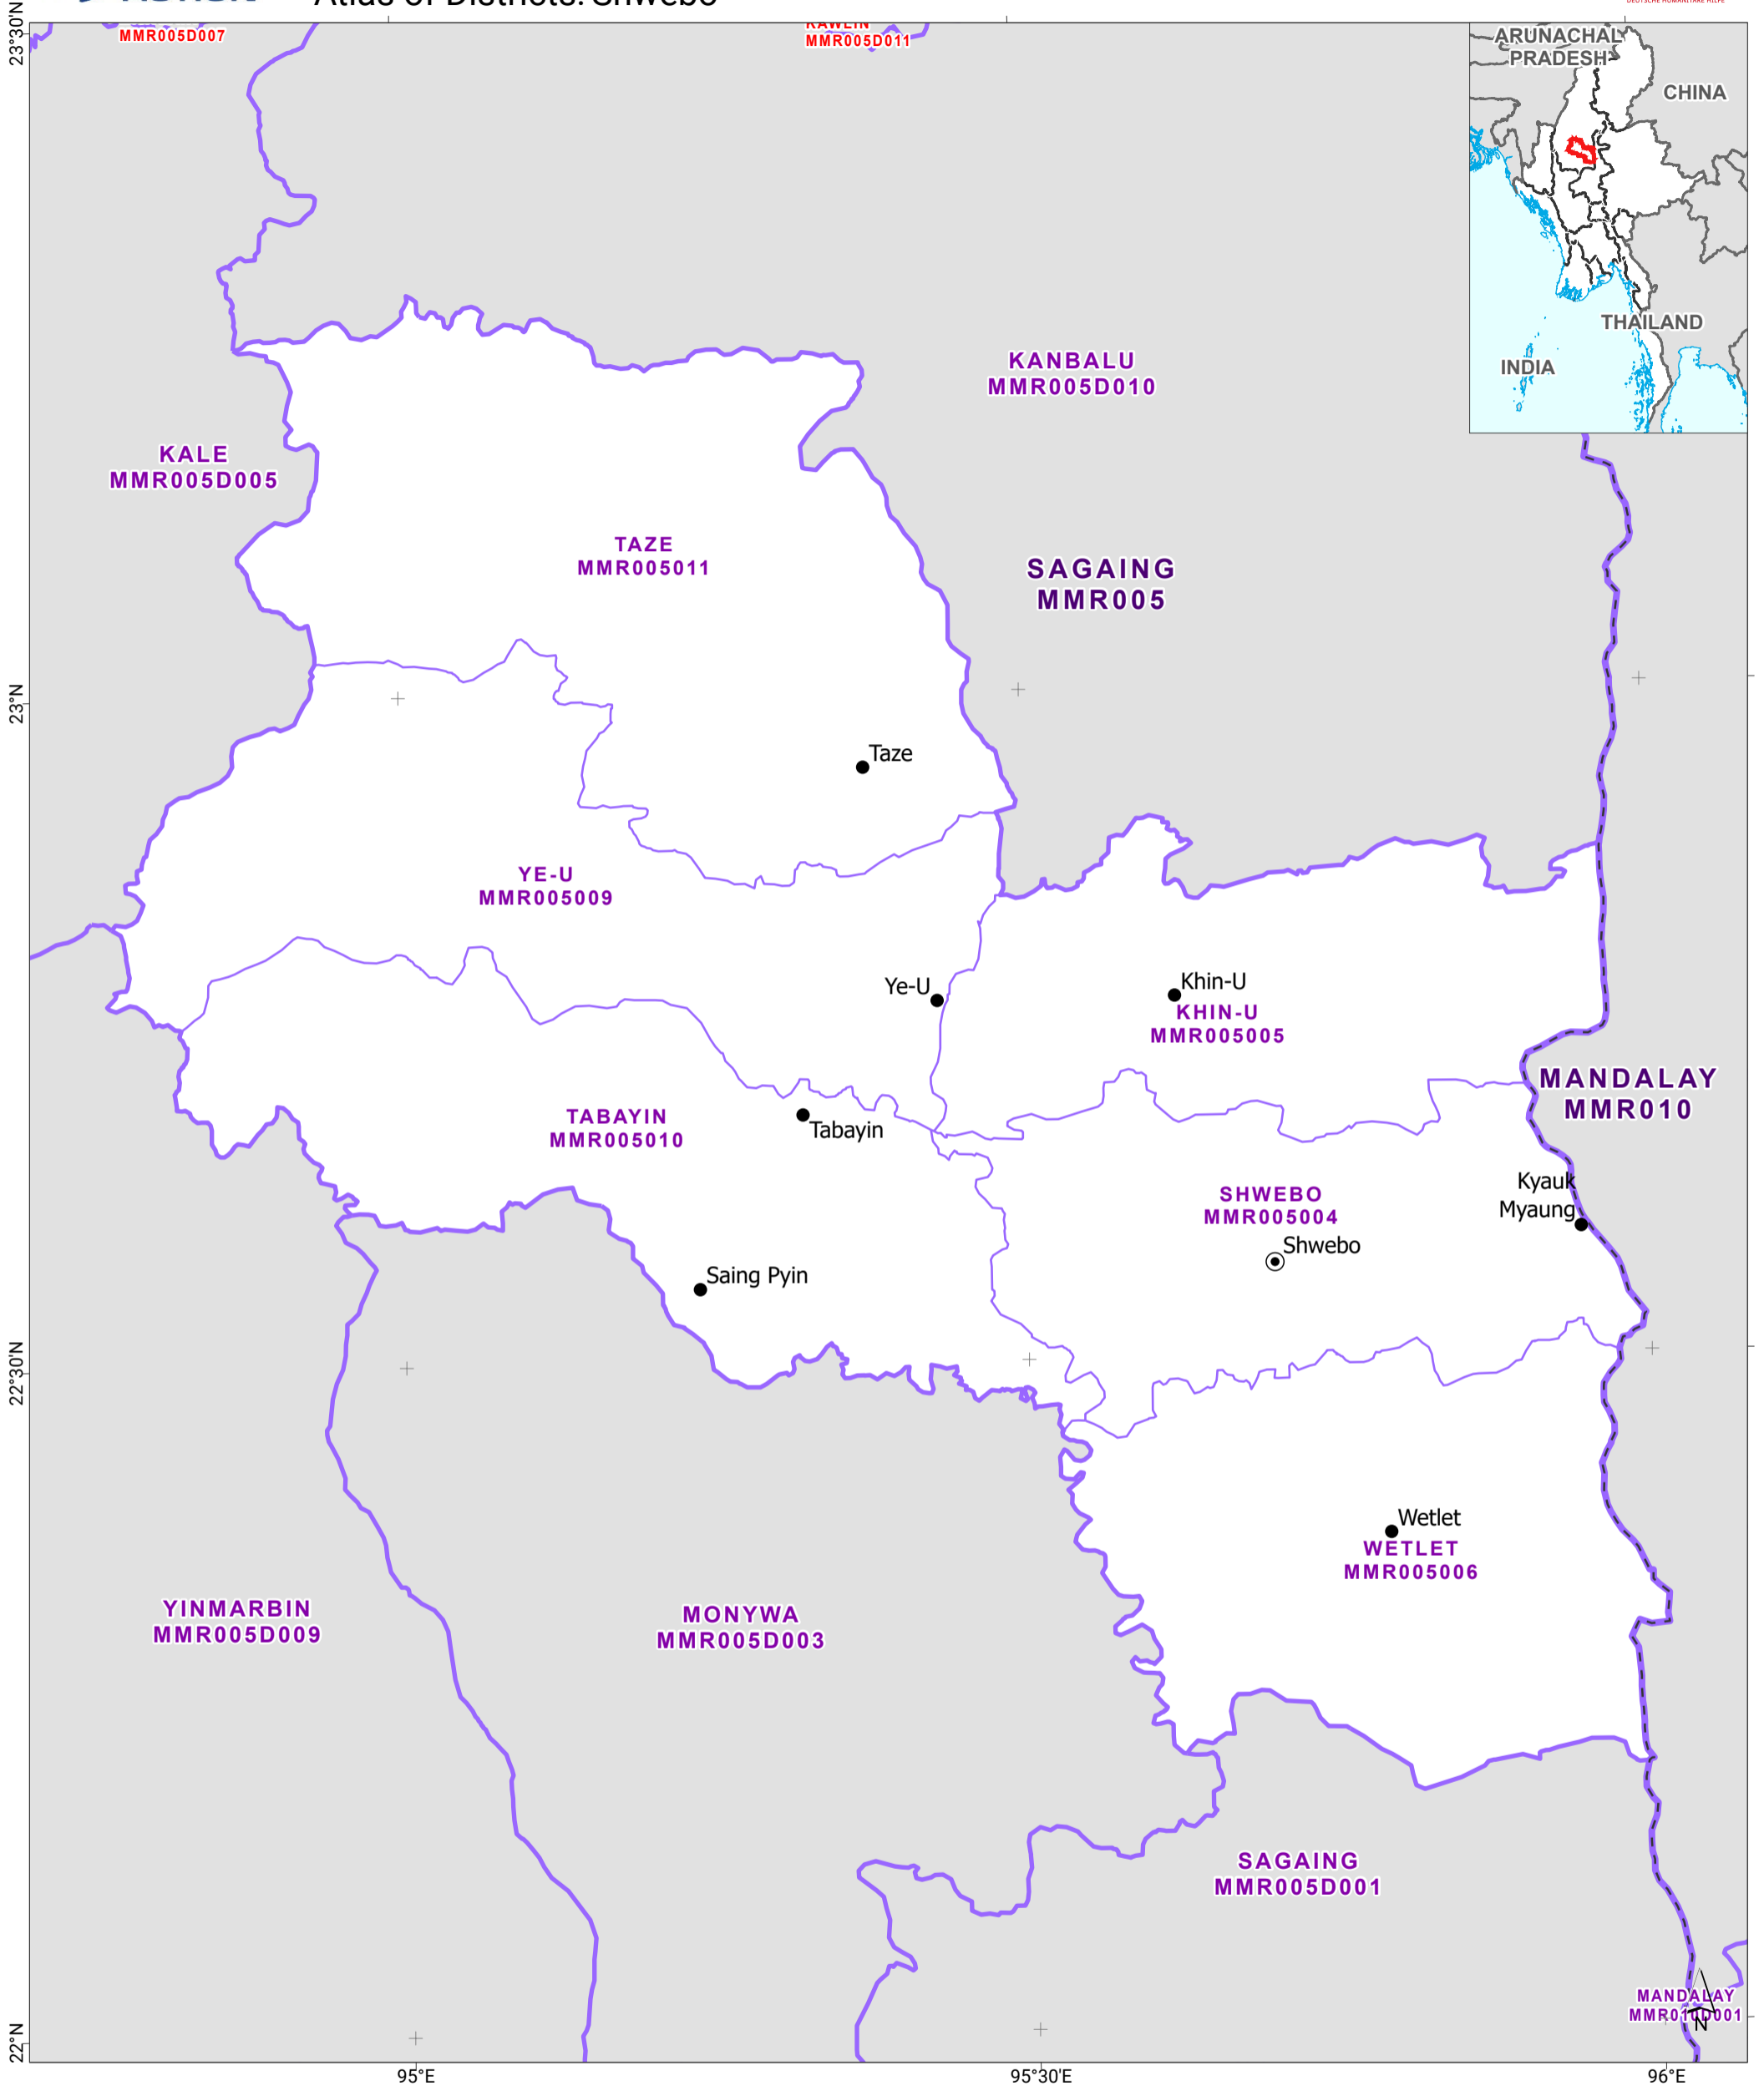 Atlas of Districts: Shwebo
23°30'N
MMR005D007
KAWLIN
MMR005D011
ARUNACHAL
PRADESH
CHINA
THAILAND
INDIA
KANBALU
MMR005D010
KALE
MMR005D005
TAZE
MMR005011
SAGAING
MMR005
23°N
Taze
YE-U
MMR005009
Ye-U
Khin-U
KHIN-U
MMR005005
MANDALAY
MMR010
TABAYIN
MMR005010
Tabayin
Kyauk
Myaung
SHWEBO
MMR005004
Shwebo
Saing Pyin
22°30'N
Wetlet
WETLET
MMR005006
YINMARBIN
MMR005D009
MONYWA
MMR005D003
SAGAING
MMR005D001
MANDALAY
MMR010D001
N
22°N
95°E
95°30'E
96°E